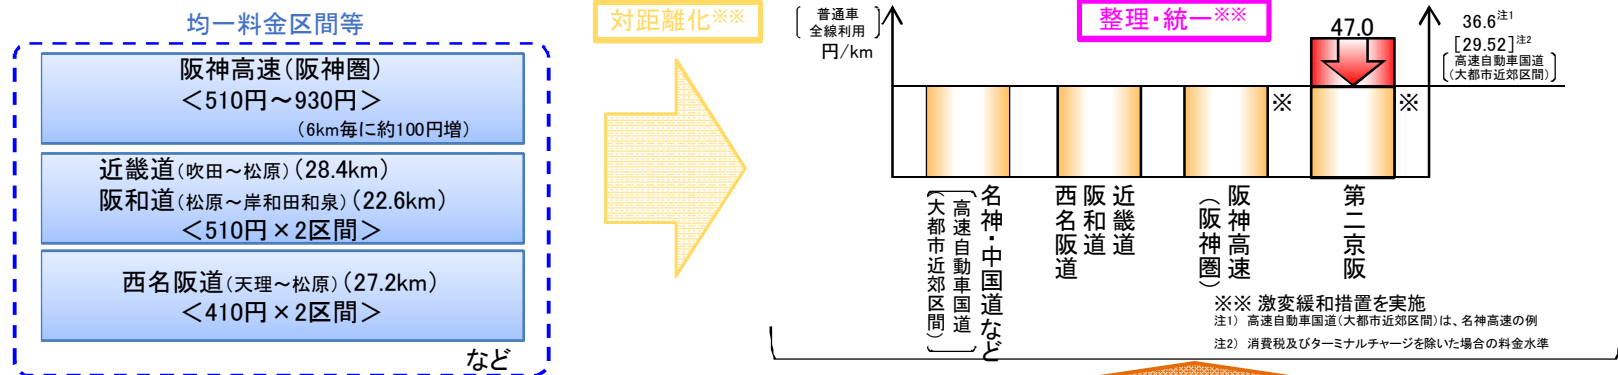 均一料金区間等
阪神高速(阪神圏)
＜510円～930円＞
(6km毎に約100円増)
近畿道(吹田～松原)(28.4km)
阪和道(松原～岸和田和泉)(22.6km)
＜510円×2区間＞
西名阪道(天理～松原)(27.2km)
＜410円×2区間＞
など
対距離化※※
普通車
全線利用
円/km
整理・統一※※
47.0
36.6注1
[29.52]注2
高速自動車国道
(大都市近郊区間)
※
※
名神・中国道など
高速自動車国道
(大都市近郊区間)
近畿道
阪和道
西名阪道
阪神高速
(阪神圏)
第二京阪
※※ 激変緩和措置を実施
注1) 高速自動車国道(大都市近郊区間)は、名神高速の例
注2) 消費税及びターミナルチャージを除いた場合の料金水準